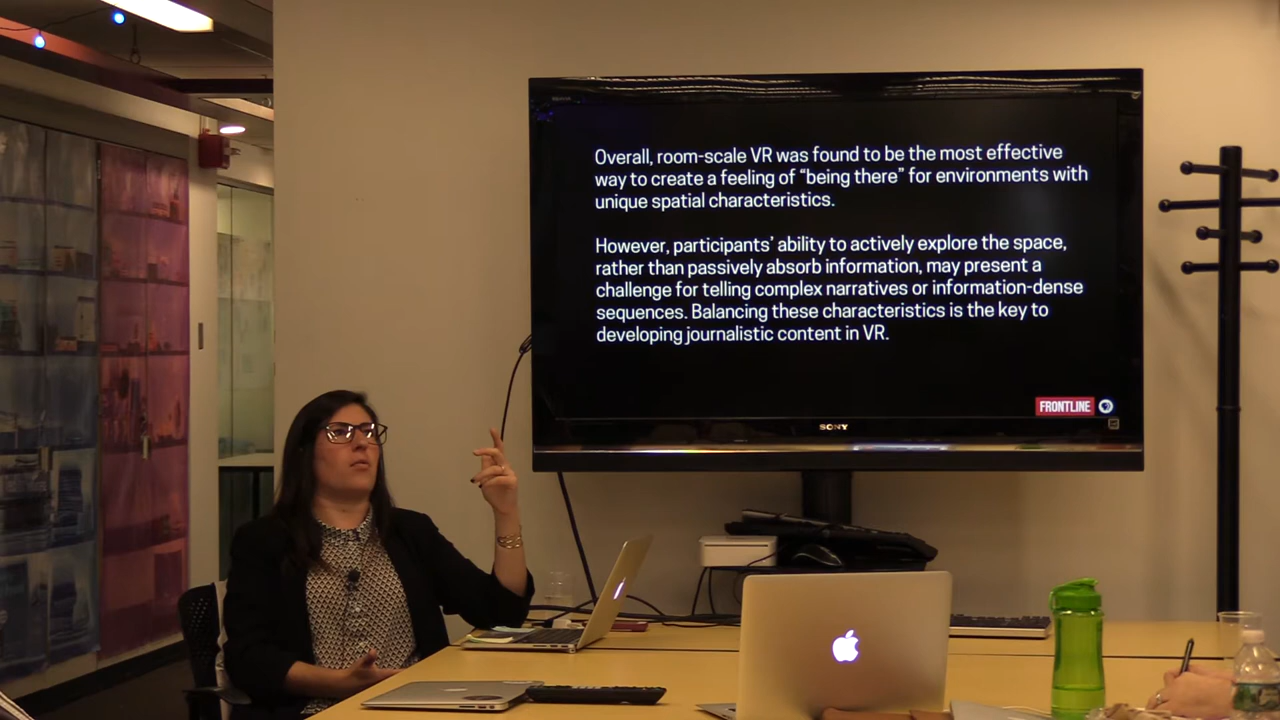 Overall, room-scale VR was found to be the most effective
way to create a feeling of “being there” for environments with
unique spatial characteristics.
However, participants’ ability to actively explore the space,
rather than passively absorb information, may present a
challenge for telling complex narratives or information-dense
sequences. Balancing these characteristics is the key to
developing journalistic content in VR.
FRONTLINE
SONY